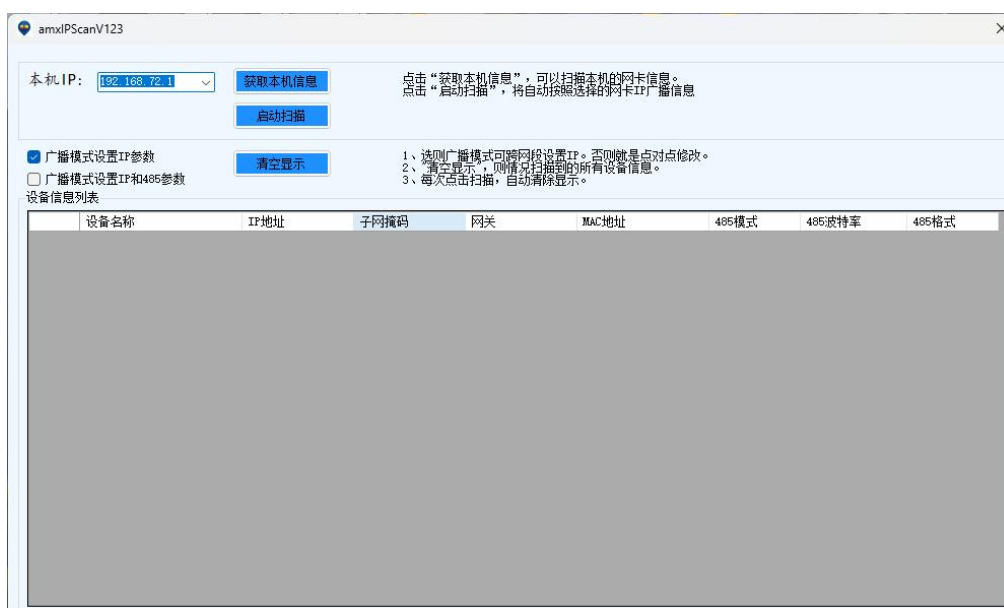 amxIPScanV123
本机IP: 192.168.72.1 获取本机信息
点击“获取本机信息”，可以扫描本机的网卡信息。
点击“启动扫描”，将自动按照选择的网卡IP广播信息
启动扫描
广播模式设置IP参数
广播模式设置IP和485参数
清空显示
1、选则广播模式可跨网段设置IP。否则就是点对点修改。
2、“清空显示”，则情况扫描到的所有设备信息。
3、每次点击扫描，自动清除显示。
设备信息列表
设备名称 IP地址 子网掩码 网关 MAC地址 485模式 485波特率 485格式